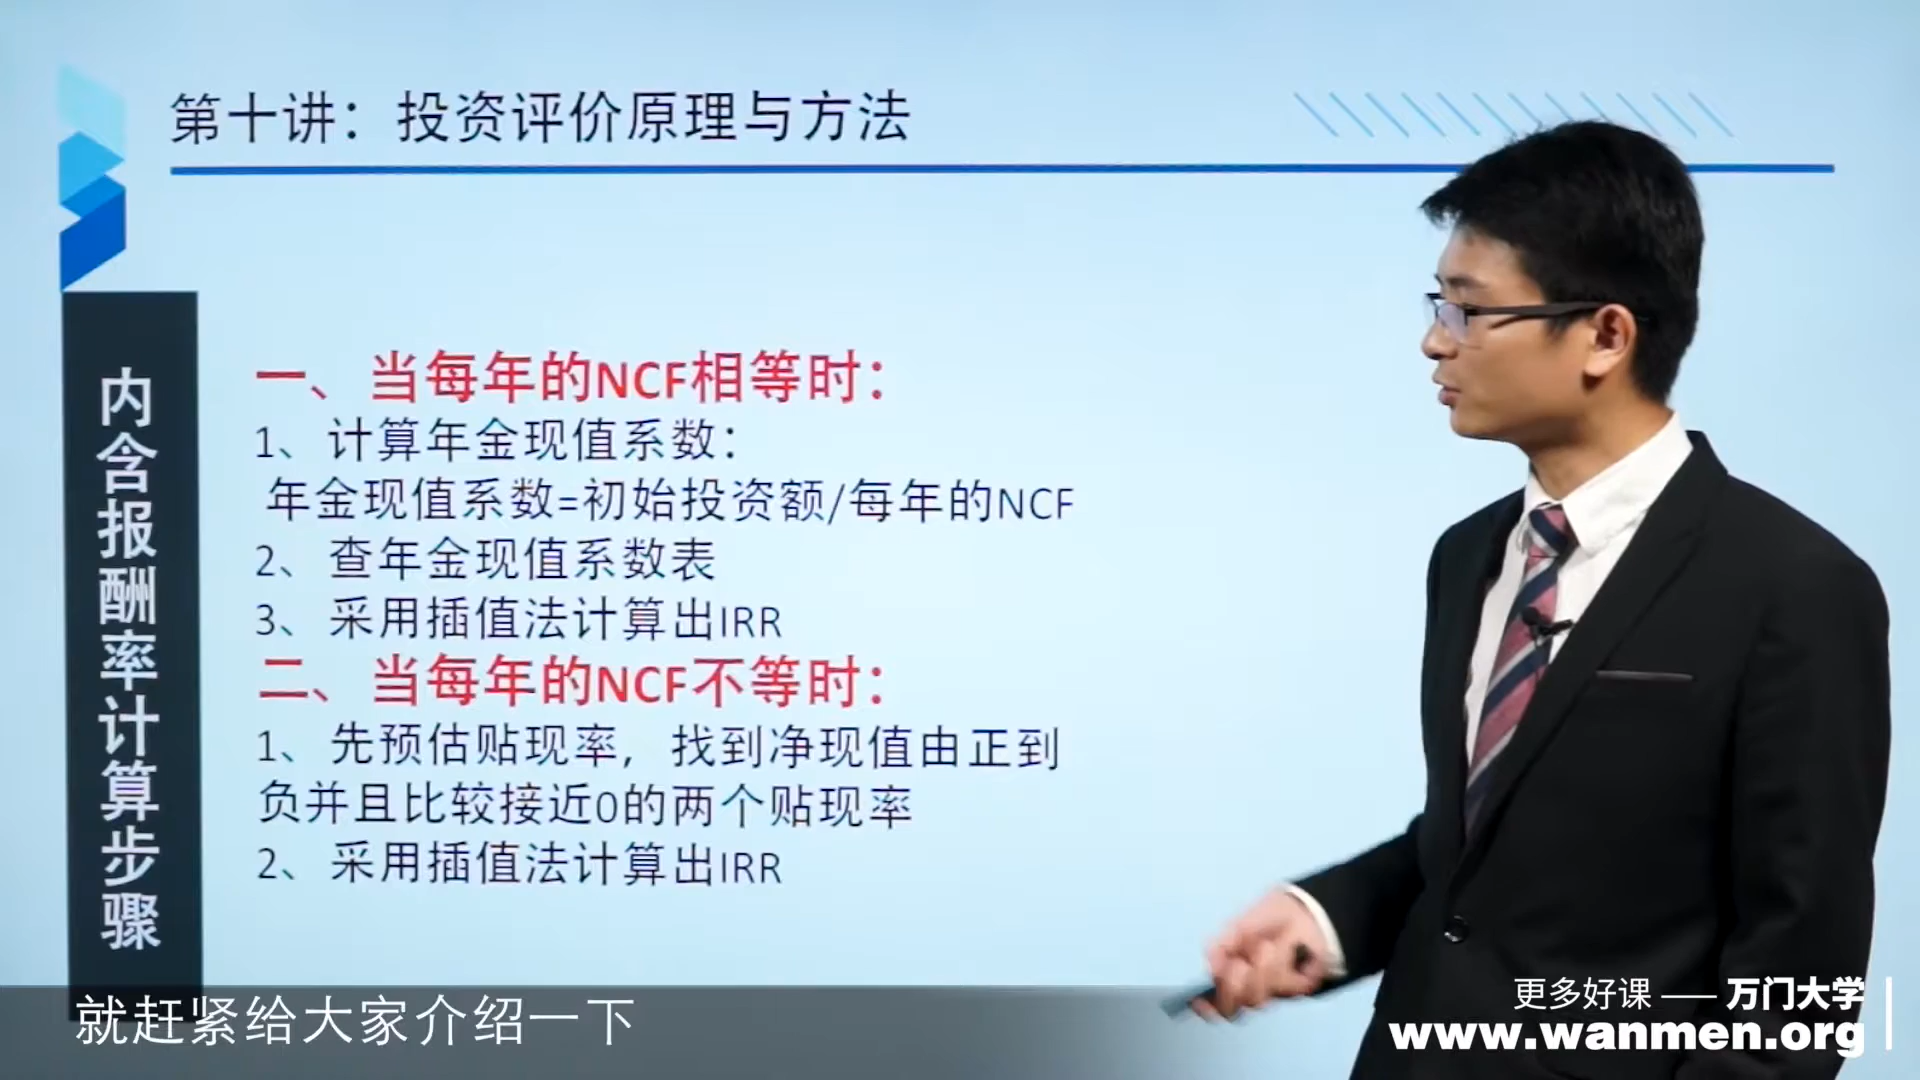 第十讲：投资评价原理与方法
内含报酬率计算步骤
一、当每年的NCF相等时：
1、计算年金现值系数：
年金现值系数=初始投资额/每年的NCF
2、查年金现值系数表
3、采用插值法计算出IRR
二、当每年的NCF不等时：
1、先预估贴现率，找到净现值由正到
负并且比较接近0的两个贴现率
2、采用插值法计算出IRR
就赶紧给大家介绍一下
更多好课 —— 万门大学
www.wanmen.org